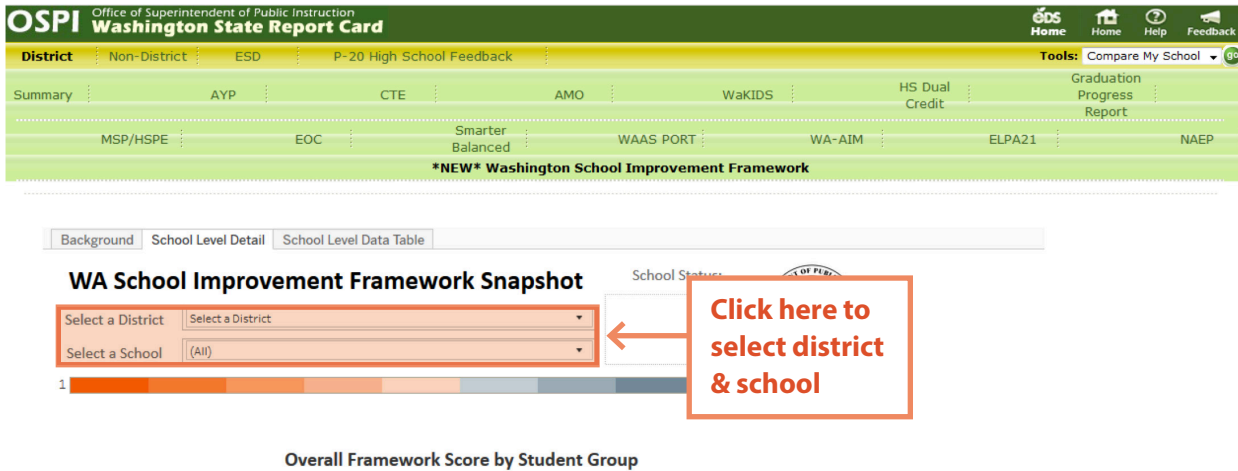 OSPI Office of Superintendent of Public Instruction
Washington State Report Card
EDS Home Home Help Feedback
District Non-District ESD P-20 High School Feedback Tools: Compare My School go
Summary AYP CTE AMO WaKIDS HS Dual Credit Graduation Progress Report
MSP/HSPE EOC Smarter Balanced WAAS PORT WA-AIM ELPA21 NAEP
*NEW* Washington School Improvement Framework
Background School Level Detail School Level Data Table
WA School Improvement Framework Snapshot
School Status:
Select a District Select a District
Select a School (All)
Click here to
select district
& school
1
Overall Framework Score by Student Group